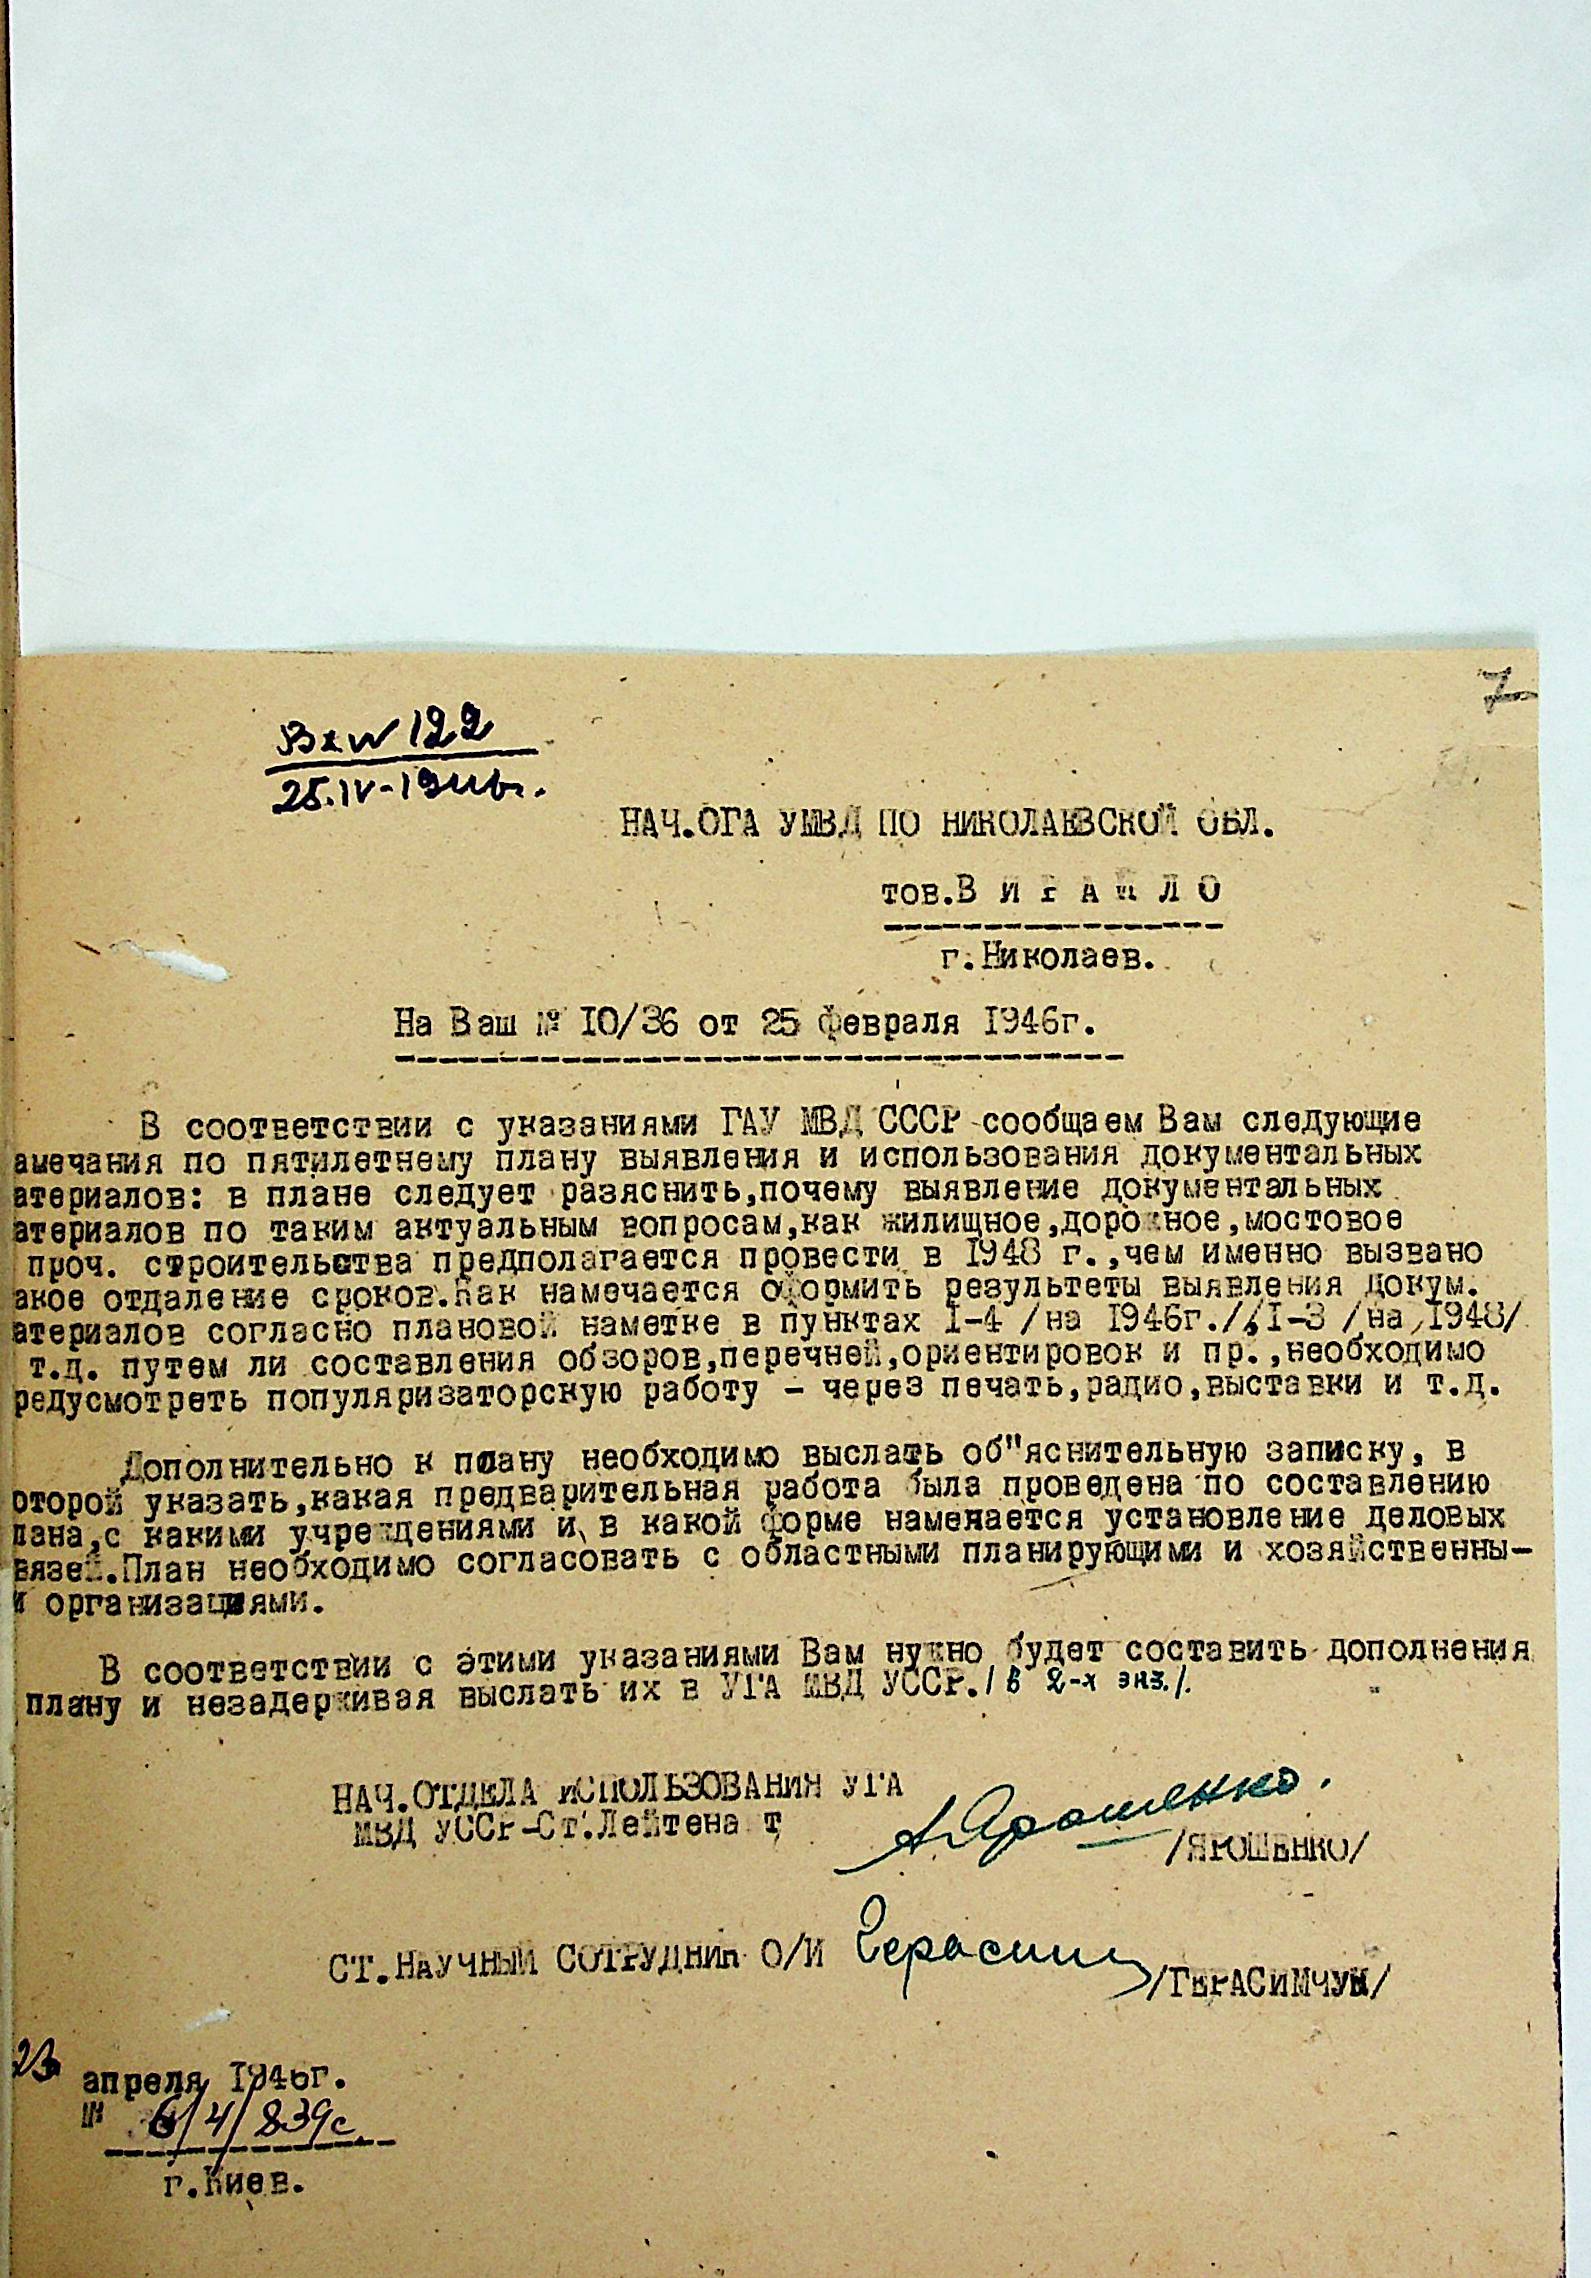 7
Вх № 122
25.IV-1946г.
НАЧ.ОГА УМВД ПО НИКОЛАЕВСКОЙ ОБЛ.
тов.В И Р А Й Л О
г.Николаев.
На Ваш № 10/36 от 25 февраля 1946г.
В соответствии с указаниями ГАУ МВД СССР сообщаем Вам следующие
амечания по пятилетнему плану выявления и использования документальных
атериалов: в плане следует разяснить,почему выявление документальных
атериалов по таким актуальным вопросам,как жилищное,дорожное,мостовое
проч. строительства предполагается провести в 1948 г.,чем именно вызвано
акое отдаление сроков.Как намечается оформить результеты выявления докум.
атериалов согласно плановой наметке в пунктах I-4 /на 1946г./,I-3 /на 1948/
т.д. путем ли составления обзоров,перечней,ориентировок и пр.,необходимо
редусмотреть популяризаторскую работу - через печать,радио,выставки и т.д.
Дополнительно к плану необходимо выслать об"яснительную записку, в
оторой указать,какая предварительная работа была проведена по составлению
лана,с какими учреждениями и в какой форме намечается установление деловых
вязей.План необходимо согласовать с областными планирующими и хозяйственны-
и организациями.
В соответствии с этими указаниями Вам нужно будет составить дополнения
плану и незадерживая выслать их в УГА МВД УССР./в 2-х экз./.
НАЧ.ОТДЕЛА ИСПОЛЬЗОВАНИЯ УГА
МВД УССР-Ст.Лейтена т
А Ярошенко.
/ЯРОШЕНКО/
СТ.НАУЧНЫЙ СОТРУДНИК О/И
/ГЕРАСИМЧУК/
23 апреля 1946г.
№ 6/4/839с
г.Киев.